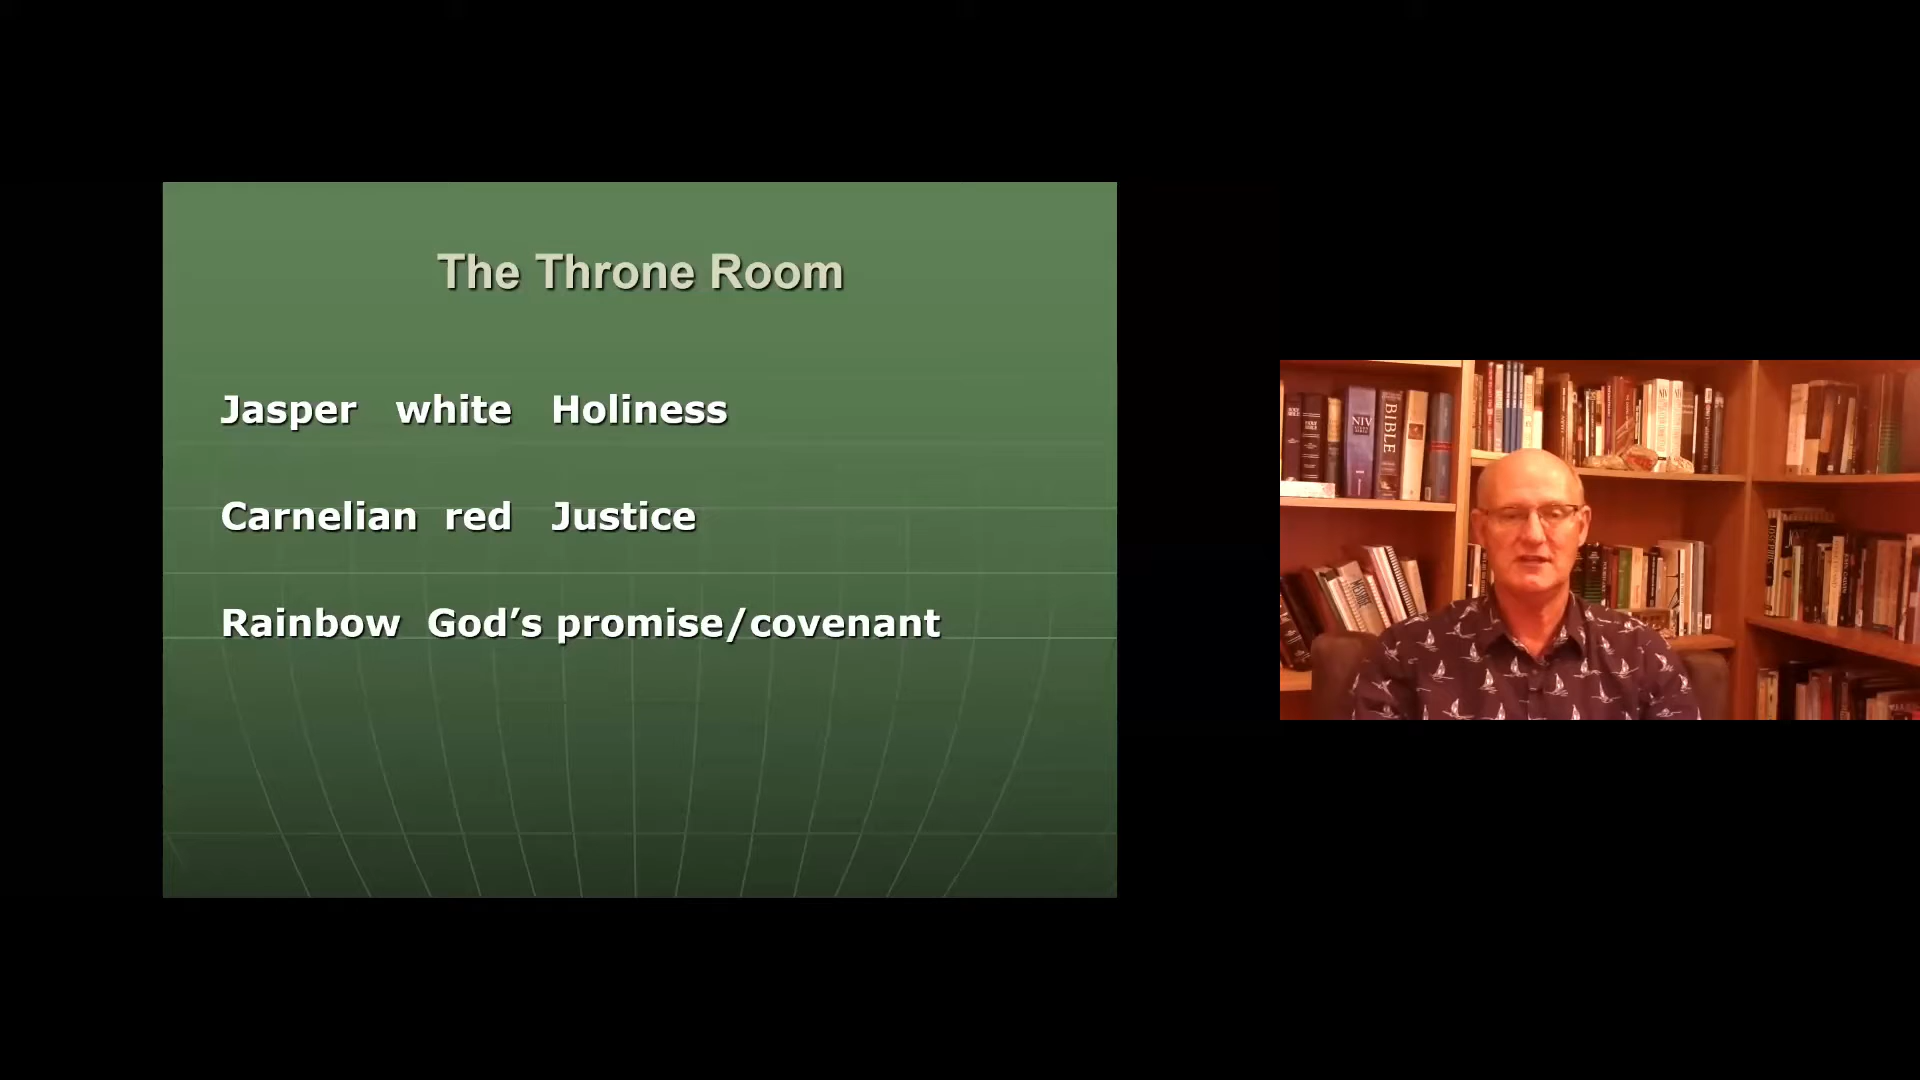 The Throne Room
Jasper white Holiness
Carnelian red Justice
Rainbow God’s promise/covenant
NIV
BIBLE